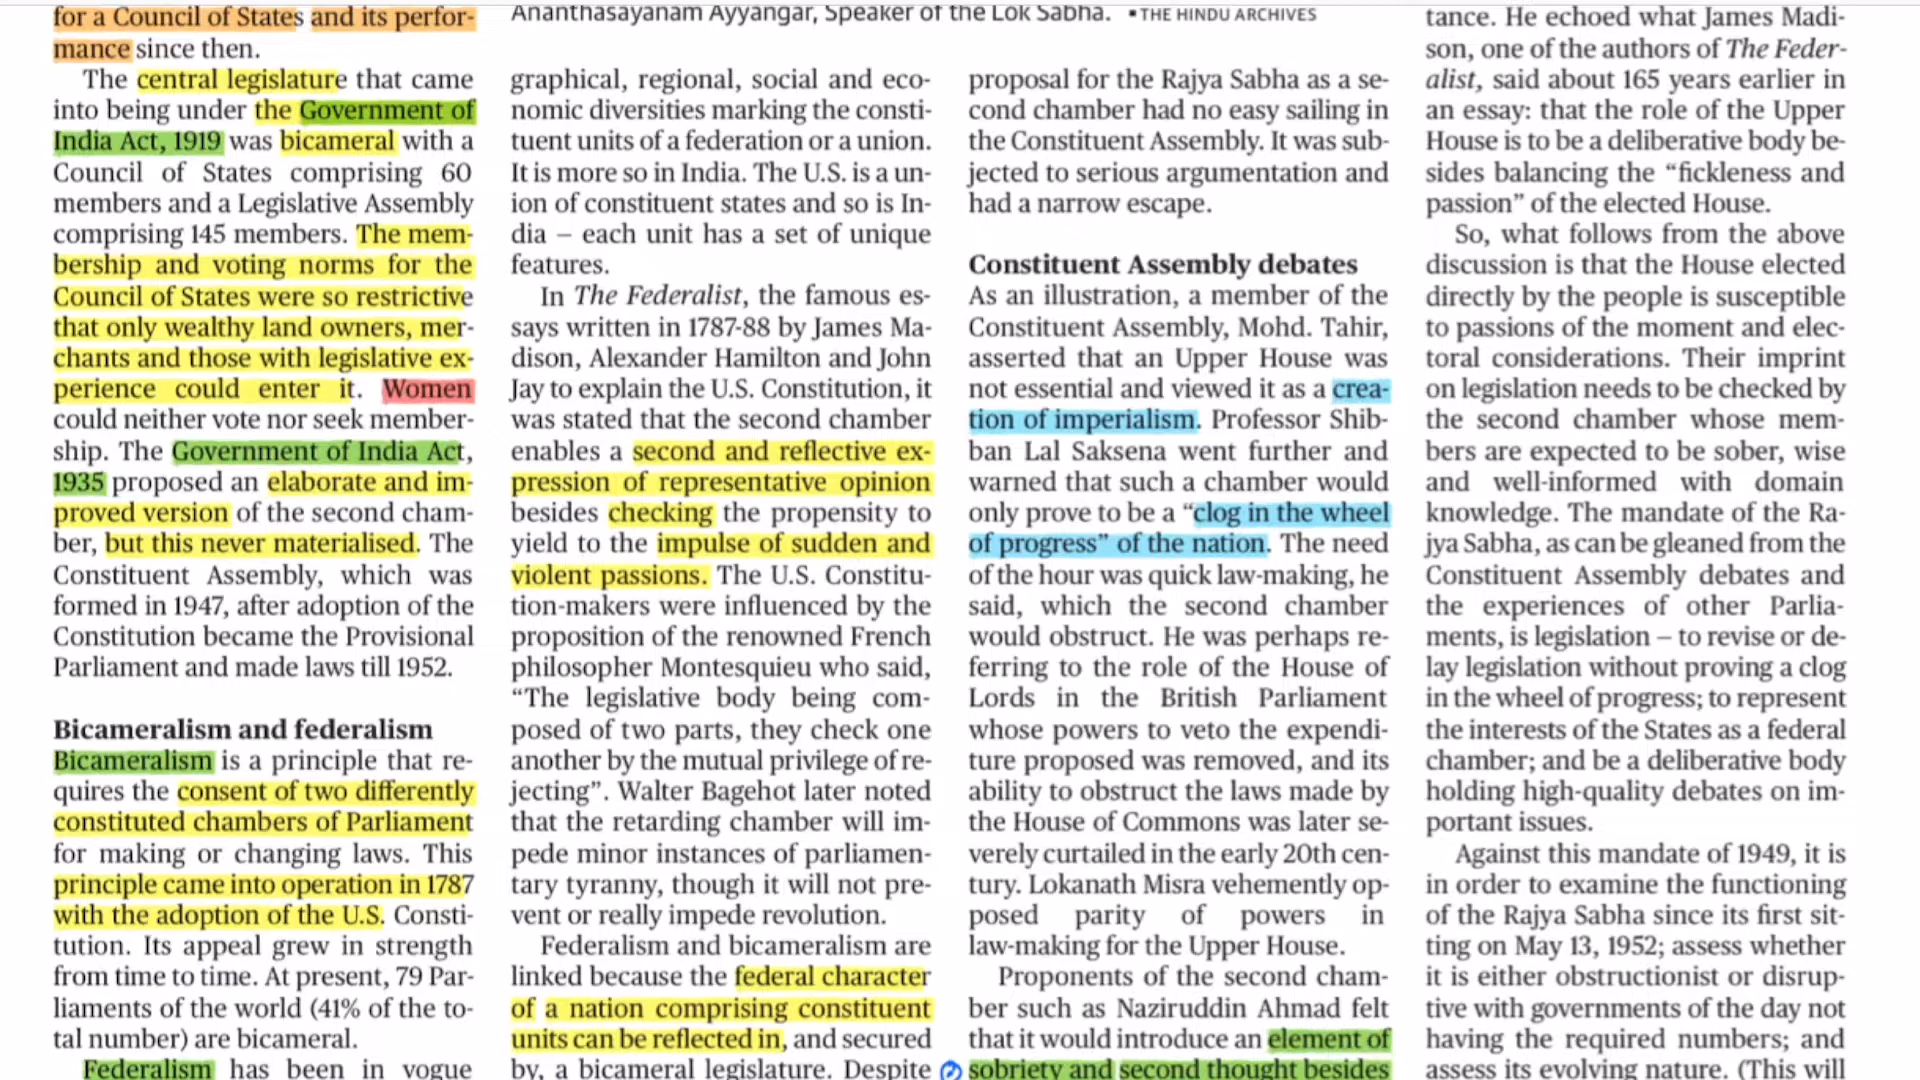 for a Council of States and its perfor-
mance since then.
The central legislature that came
into being under the Government of
India Act, 1919 was bicameral with a
Council of States comprising 60
members and a Legislative Assembly
comprising 145 members. The mem-
bership and voting norms for the
Council of States were so restrictive
that only wealthy land owners, mer-
chants and those with legislative ex-
perience could enter it. Women
could neither vote nor seek member-
ship. The Government of India Act,
1935 proposed an elaborate and im-
proved version of the second cham-
ber, but this never materialised. The
Constituent Assembly, which was
formed in 1947, after adoption of the
Constitution became the Provisional
Parliament and made laws till 1952.
Bicameralism and federalism
Bicameralism is a principle that re-
quires the consent of two differently
constituted chambers of Parliament
for making or changing laws. This
principle came into operation in 1787
with the adoption of the U.S. Consti-
tution. Its appeal grew in strength
from time to time. At present, 79 Par-
liaments of the world (41% of the to-
tal number) are bicameral.
Federalism has been in vogue
Ananthasayanam Ayyangar, Speaker of the Lok Sabha. ▪ THE HINDU ARCHIVES
graphical, regional, social and eco-
nomic diversities marking the consti-
tuent units of a federation or a union.
It is more so in India. The U.S. is a un-
ion of constituent states and so is In-
dia – each unit has a set of unique
features.
In The Federalist, the famous es-
says written in 1787-88 by James Ma-
dison, Alexander Hamilton and John
Jay to explain the U.S. Constitution, it
was stated that the second chamber
enables a second and reflective ex-
pression of representative opinion
besides checking the propensity to
yield to the impulse of sudden and
violent passions. The U.S. Constitu-
tion-makers were influenced by the
proposition of the renowned French
philosopher Montesquieu who said,
“The legislative body being com-
posed of two parts, they check one
another by the mutual privilege of re-
jecting”. Walter Bagehot later noted
that the retarding chamber will im-
pede minor instances of parliamen-
tary tyranny, though it will not pre-
vent or really impede revolution.
Federalism and bicameralism are
linked because the federal character
of a nation comprising constituent
units can be reflected in, and secured
by, a bicameral legislature. Despite
proposal for the Rajya Sabha as a se-
cond chamber had no easy sailing in
the Constituent Assembly. It was sub-
jected to serious argumentation and
had a narrow escape.
Constituent Assembly debates
As an illustration, a member of the
Constituent Assembly, Mohd. Tahir,
asserted that an Upper House was
not essential and viewed it as a crea-
tion of imperialism. Professor Shib-
ban Lal Saksena went further and
warned that such a chamber would
only prove to be a “clog in the wheel
of progress” of the nation. The need
of the hour was quick law-making, he
said, which the second chamber
would obstruct. He was perhaps re-
ferring to the role of the House of
Lords in the British Parliament
whose powers to veto the expendi-
ture proposed was removed, and its
ability to obstruct the laws made by
the House of Commons was later se-
verely curtailed in the early 20th cen-
tury. Lokanath Misra vehemently op-
posed parity of powers in
law-making for the Upper House.
Proponents of the second cham-
ber such as Naziruddin Ahmad felt
that it would introduce an element of
sobriety and second thought besides
tance. He echoed what James Madi-
son, one of the authors of The Feder-
alist, said about 165 years earlier in
an essay: that the role of the Upper
House is to be a deliberative body be-
sides balancing the “fickleness and
passion” of the elected House.
So, what follows from the above
discussion is that the House elected
directly by the people is susceptible
to passions of the moment and elec-
toral considerations. Their imprint
on legislation needs to be checked by
the second chamber whose mem-
bers are expected to be sober, wise
and well-informed with domain
knowledge. The mandate of the Ra-
jya Sabha, as can be gleaned from the
Constituent Assembly debates and
the experiences of other Parlia-
ments, is legislation – to revise or de-
lay legislation without proving a clog
in the wheel of progress; to represent
the interests of the States as a federal
chamber; and be a deliberative body
holding high-quality debates on im-
portant issues.
Against this mandate of 1949, it is
in order to examine the functioning
of the Rajya Sabha since its first sit-
ting on May 13, 1952; assess whether
it is either obstructionist or disrup-
tive with governments of the day not
having the required numbers; and
assess its evolving nature. (This will